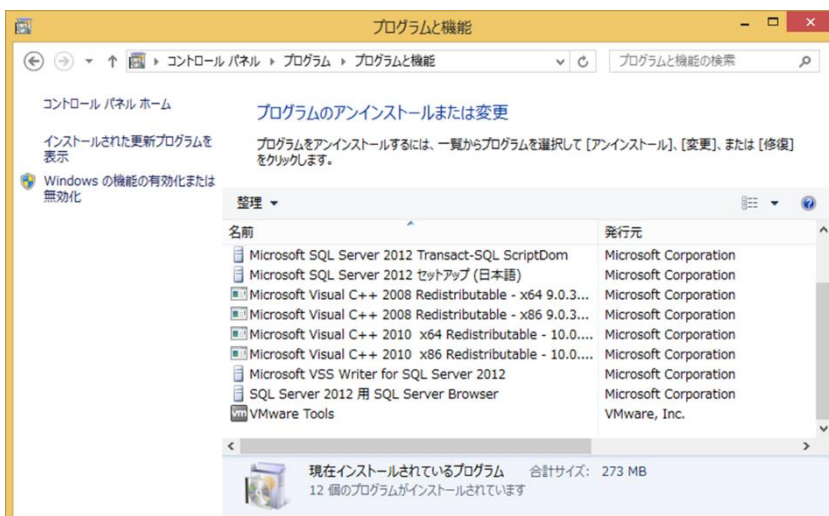 プログラムと機能
コントロール パネル ▸ プログラム ▸ プログラムと機能
プログラムと機能の検索
コントロール パネル ホーム
インストールされた更新プログラムを
表示
Windows の機能の有効化または
無効化
プログラムのアンインストールまたは変更
プログラムをアンインストールするには、一覧からプログラムを選択して [アンインストール]、[変更]、または [修復]
をクリックします。
整理
名前 発行元
Microsoft SQL Server 2012 Transact-SQL ScriptDom Microsoft Corporation
Microsoft SQL Server 2012 セットアップ (日本語) Microsoft Corporation
Microsoft Visual C++ 2008 Redistributable - x64 9.0.3... Microsoft Corporation
Microsoft Visual C++ 2008 Redistributable - x86 9.0.3... Microsoft Corporation
Microsoft Visual C++ 2010 x64 Redistributable - 10.0.... Microsoft Corporation
Microsoft Visual C++ 2010 x86 Redistributable - 10.0.... Microsoft Corporation
Microsoft VSS Writer for SQL Server 2012 Microsoft Corporation
SQL Server 2012 用 SQL Server Browser Microsoft Corporation
vm VMware Tools VMware, Inc.
現在インストールされているプログラム 合計サイズ: 273 MB
12 個のプログラムがインストールされています